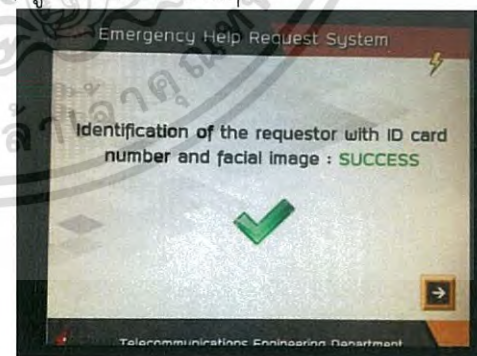 Emergency Help Request System
Identification of the requestor with ID card
number and facial image : SUCCESS
Telecommunications Engineering Department